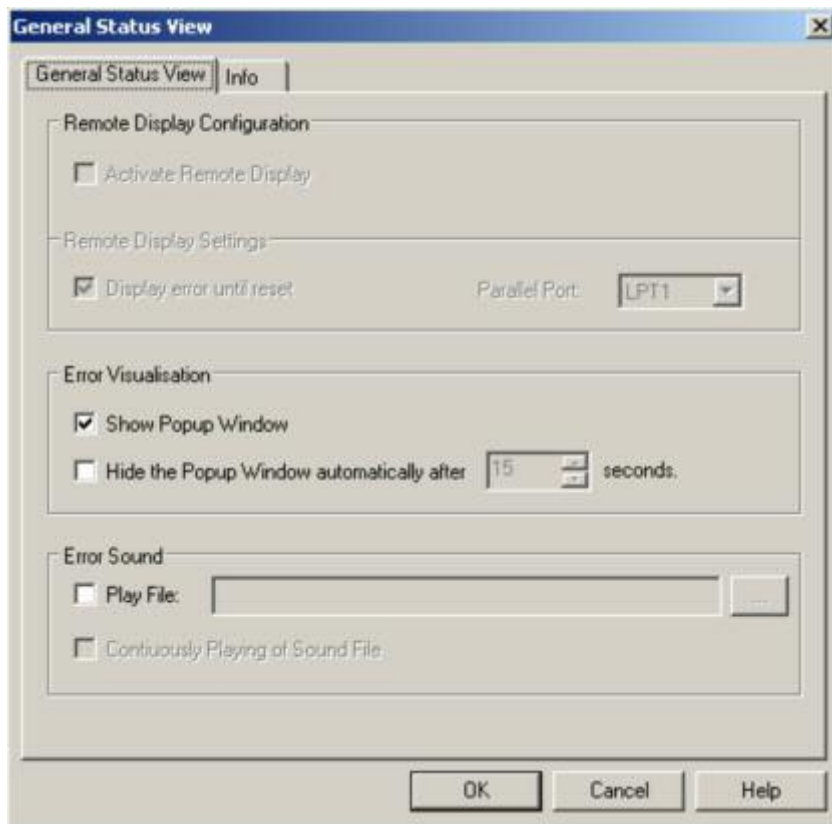 General Status View
General Status View
Info
Remote Display Configuration
Activate Remote Display
Remote Display Settings
Display error until reset
Parallel Port:
LPT1
Error Visualisation
Show Popup Window
Hide the Popup Window automatically after 15 seconds.
Error Sound
Play File:
...
Contiuously Playing of Sound File
OK
Cancel
Help